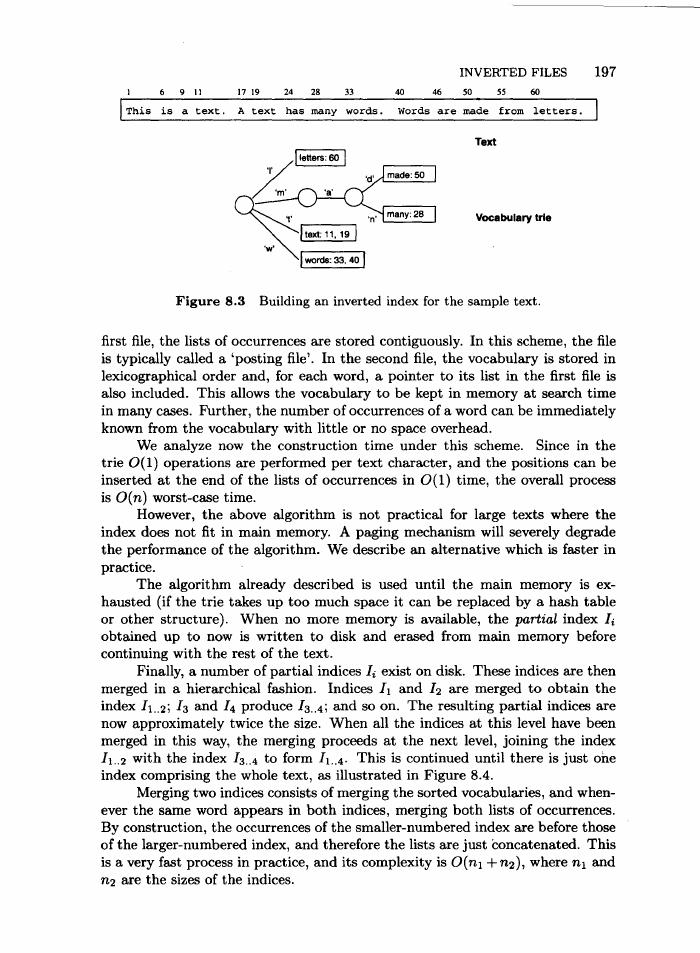 INVERTED FILES 197
1 6 9 11 17 19 24 28 33 40 46 50 55 60
This is a text. A text has many words. Words are made from letters.
Text
letters: 60
'l'
'd'
made: 50
'm'
'a'
't'
'n'
many: 28
Vocabulary trie
text: 11, 19
'w'
words: 33, 40
Figure 8.3 Building an inverted index for the sample text.
first file, the lists of occurrences are stored contiguously. In this scheme, the file
is typically called a 'posting file'. In the second file, the vocabulary is stored in
lexicographical order and, for each word, a pointer to its list in the first file is
also included. This allows the vocabulary to be kept in memory at search time
in many cases. Further, the number of occurrences of a word can be immediately
known from the vocabulary with little or no space overhead.
We analyze now the construction time under this scheme. Since in the
trie O(1) operations are performed per text character, and the positions can be
inserted at the end of the lists of occurrences in O(1) time, the overall process
is O(n) worst-case time.
However, the above algorithm is not practical for large texts where the
index does not fit in main memory. A paging mechanism will severely degrade
the performance of the algorithm. We describe an alternative which is faster in
practice.
The algorithm already described is used until the main memory is ex-
hausted (if the trie takes up too much space it can be replaced by a hash table
or other structure). When no more memory is available, the partial index Ii
obtained up to now is written to disk and erased from main memory before
continuing with the rest of the text.
Finally, a number of partial indices Ii exist on disk. These indices are then
merged in a hierarchical fashion. Indices I1 and I2 are merged to obtain the
index I1..2; I3 and I4 produce I3..4; and so on. The resulting partial indices are
now approximately twice the size. When all the indices at this level have been
merged in this way, the merging proceeds at the next level, joining the index
I1..2 with the index I3..4 to form I1..4. This is continued until there is just one
index comprising the whole text, as illustrated in Figure 8.4.
Merging two indices consists of merging the sorted vocabularies, and when-
ever the same word appears in both indices, merging both lists of occurrences.
By construction, the occurrences of the smaller-numbered index are before those
of the larger-numbered index, and therefore the lists are just concatenated. This
is a very fast process in practice, and its complexity is O(n1 + n2), where n1 and
n2 are the sizes of the indices.